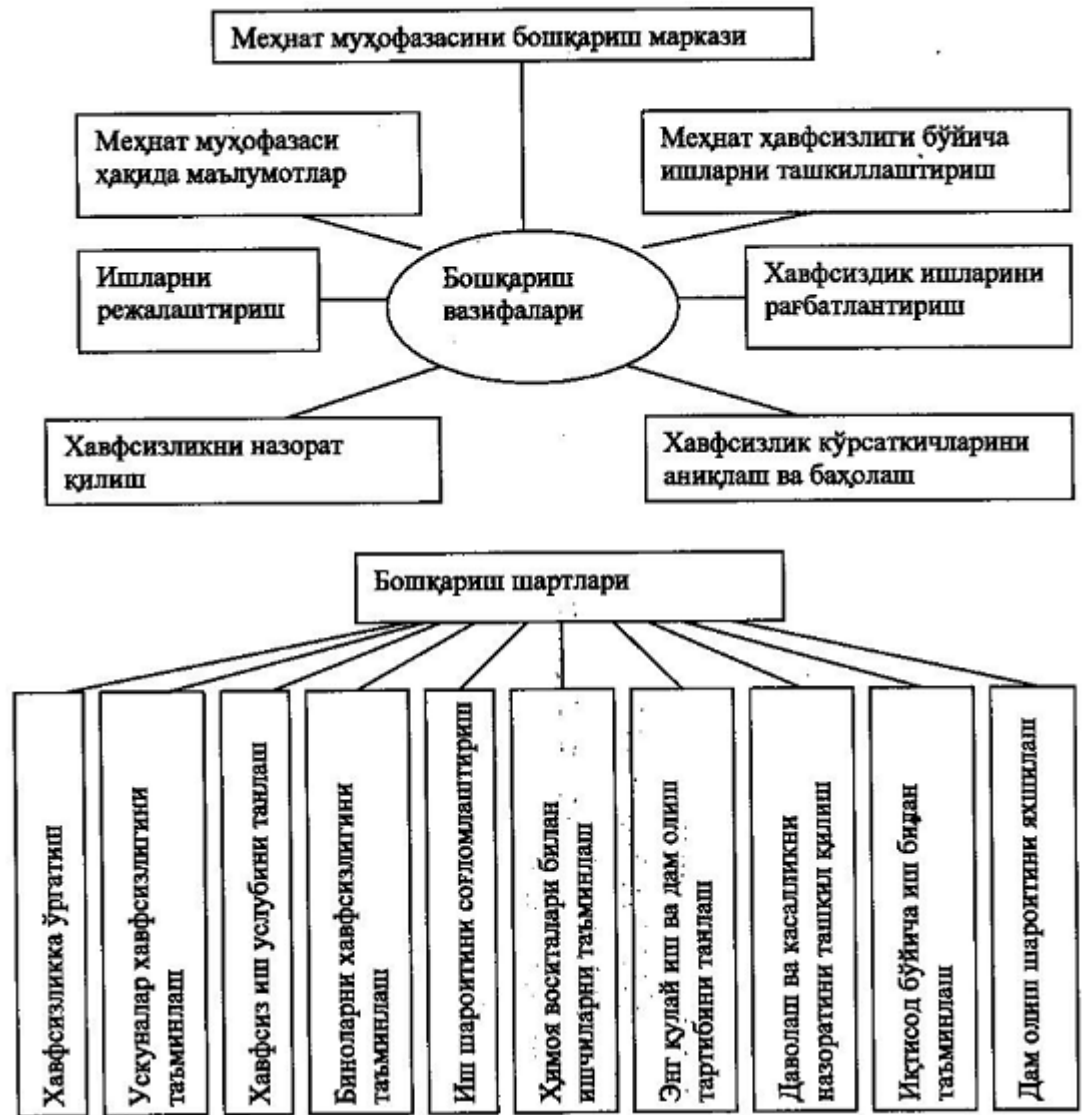 Меҳнат муҳофазасини бошқариш маркази
Меҳнат муҳофазаси
ҳақида маълумотлар
Меҳнат ҳавфсизлиги бўйича
ишларни ташкиллаштириш
Ишларни
режалаштириш
Бошқариш
вазифалари
Хавфсиздик ишларини
рағбатлантириш
Хавфсизликни назорат
қилиш
Хавфсизлик кўрсаткичларини
аниқлаш ва баҳолаш
Бошқариш шартлари
Хавфсизликка ўргатиш
Ускуналар хавфсизлигини
таъминлаш
Хавфсиз иш услубини танлаш
Биноларни хавфсизлигини
таъминлаш
Иш шароитини соғломлаштириш
Ҳимоя воситалари билан
ишчиларни таъминлаш
Энг қулай иш ва дам олиш
тартибини танлаш
Даволаш ва касалликни
назоратини ташкил қилиш
Иқтисод бўйича иш бидан
таъминлаш
Дам олиш шароитини яхшилаш